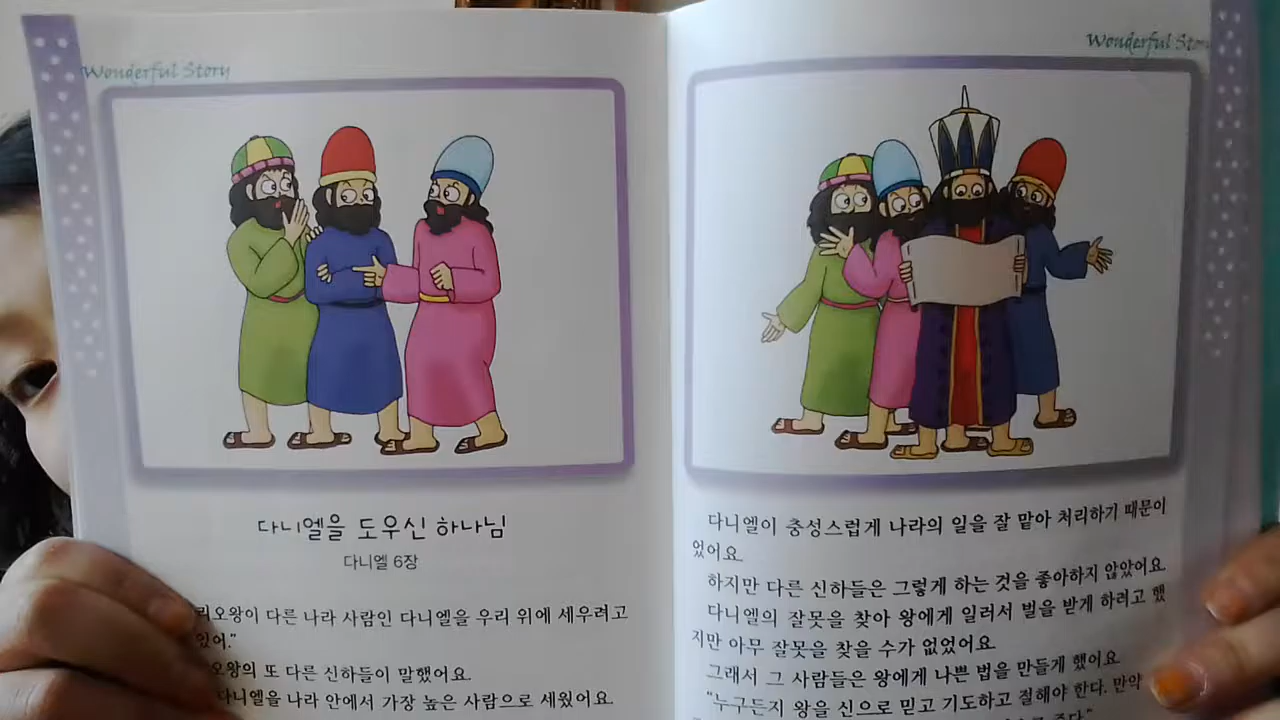 Wonderful Story
다니엘을 도우신 하나님
다니엘 6장
리오왕이 다른 나라 사람인 다니엘을 우리 위에 세우려고
있어."
오왕의 또 다른 신하들이 말했어요.
다니엘을 나라 안에서 가장 높은 사람으로 세웠어요.
Wonderful Story
다니엘이 충성스럽게 나라의 일을 잘 맡아 처리하기 때문이
었어요.
하지만 다른 신하들은 그렇게 하는 것을 좋아하지 않았어요.
다니엘의 잘못을 찾아 왕에게 일러서 벌을 받게 하려고 했
지만 아무 잘못을 찾을 수가 없었어요.
그래서 그 사람들은 왕에게 나쁜 법을 만들게 했어요.
"누구든지 왕을 신으로 믿고 기도하고 절해야 한다. 만약